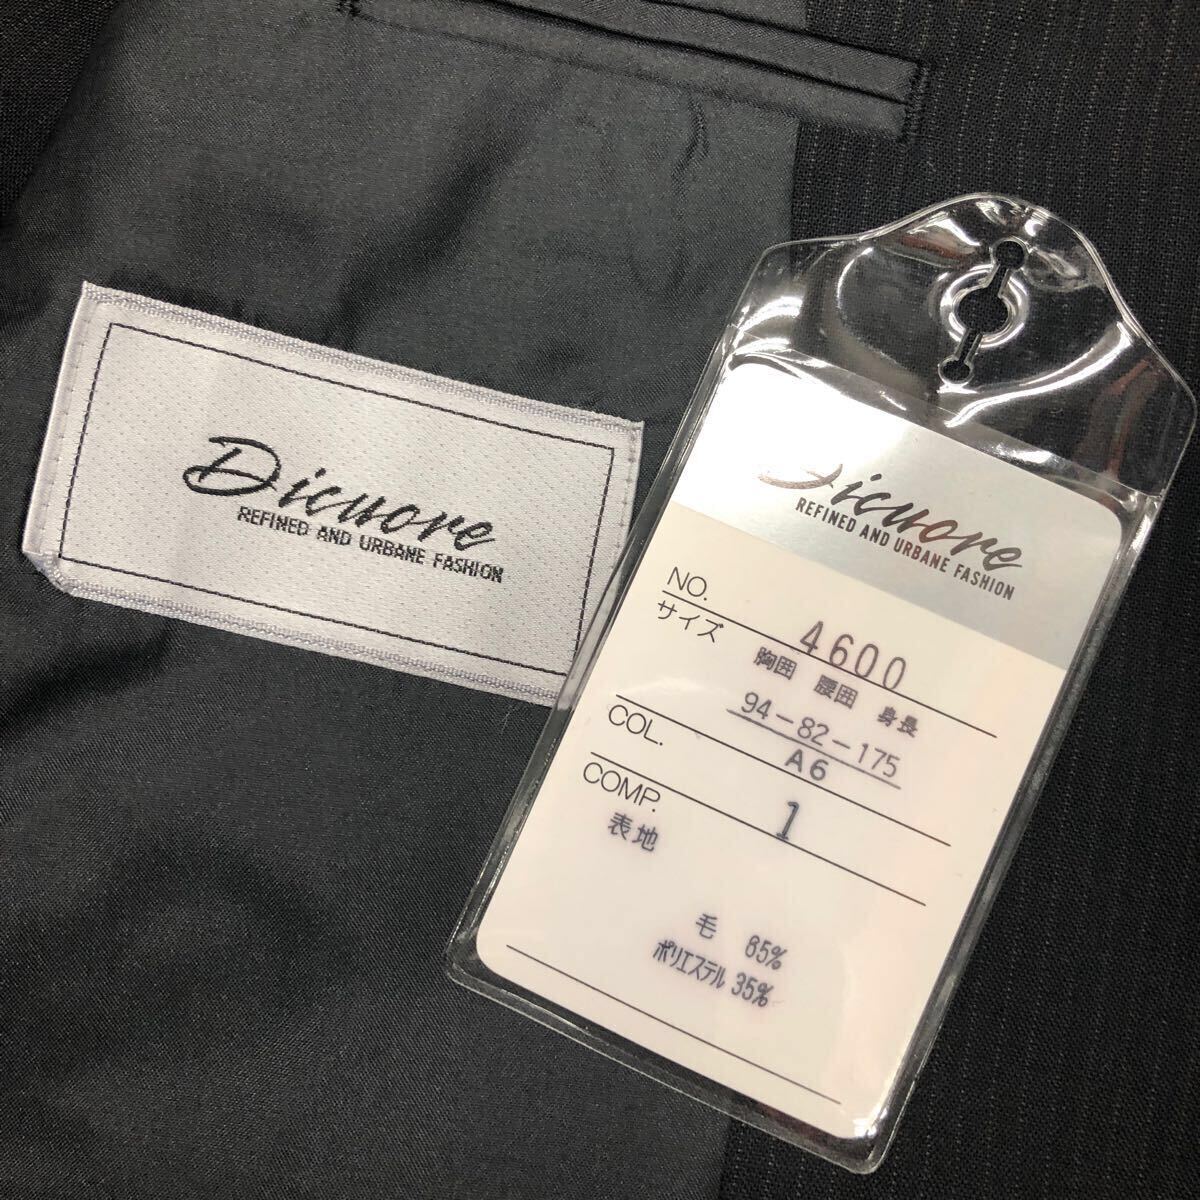 Dicuore
REFINED AND URBANE FASHION
Dicuore
REFINED AND URBANE FASHION
NO. 4600
サイズ 胸囲 腰囲 身長
94-82-175
A6
COL. 1
COMP.
表地
毛 65%
ポリエステル 35%